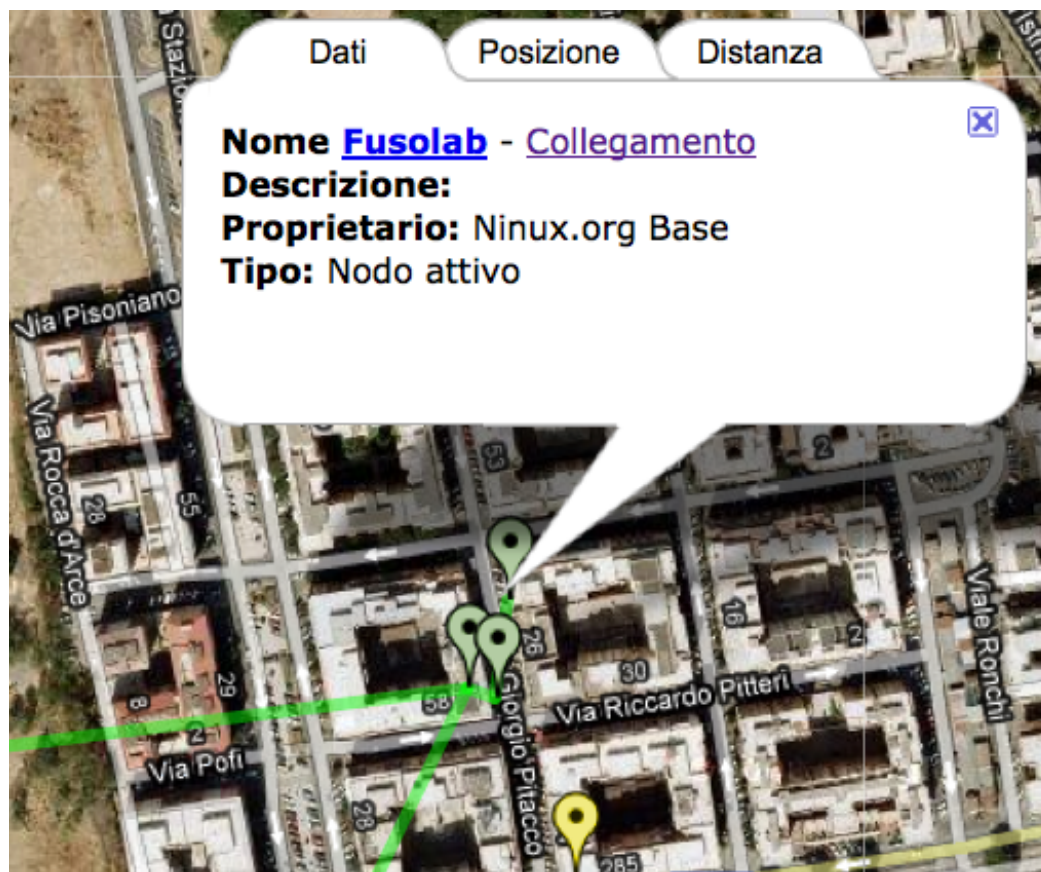 Dati
Posizione
Distanza
Nome Fusolab - Collegamento
Descrizione:
Proprietario: Ninux.org Base
Tipo: Nodo attivo
Via Pisoniano
Via Rocca d'Arce
28
55
53
2
Viale Ronchi
16
2
26
30
8
29
58
Via Riccardo Pitteri
2
Via Pofi
Giorgio Pitacco
28
285